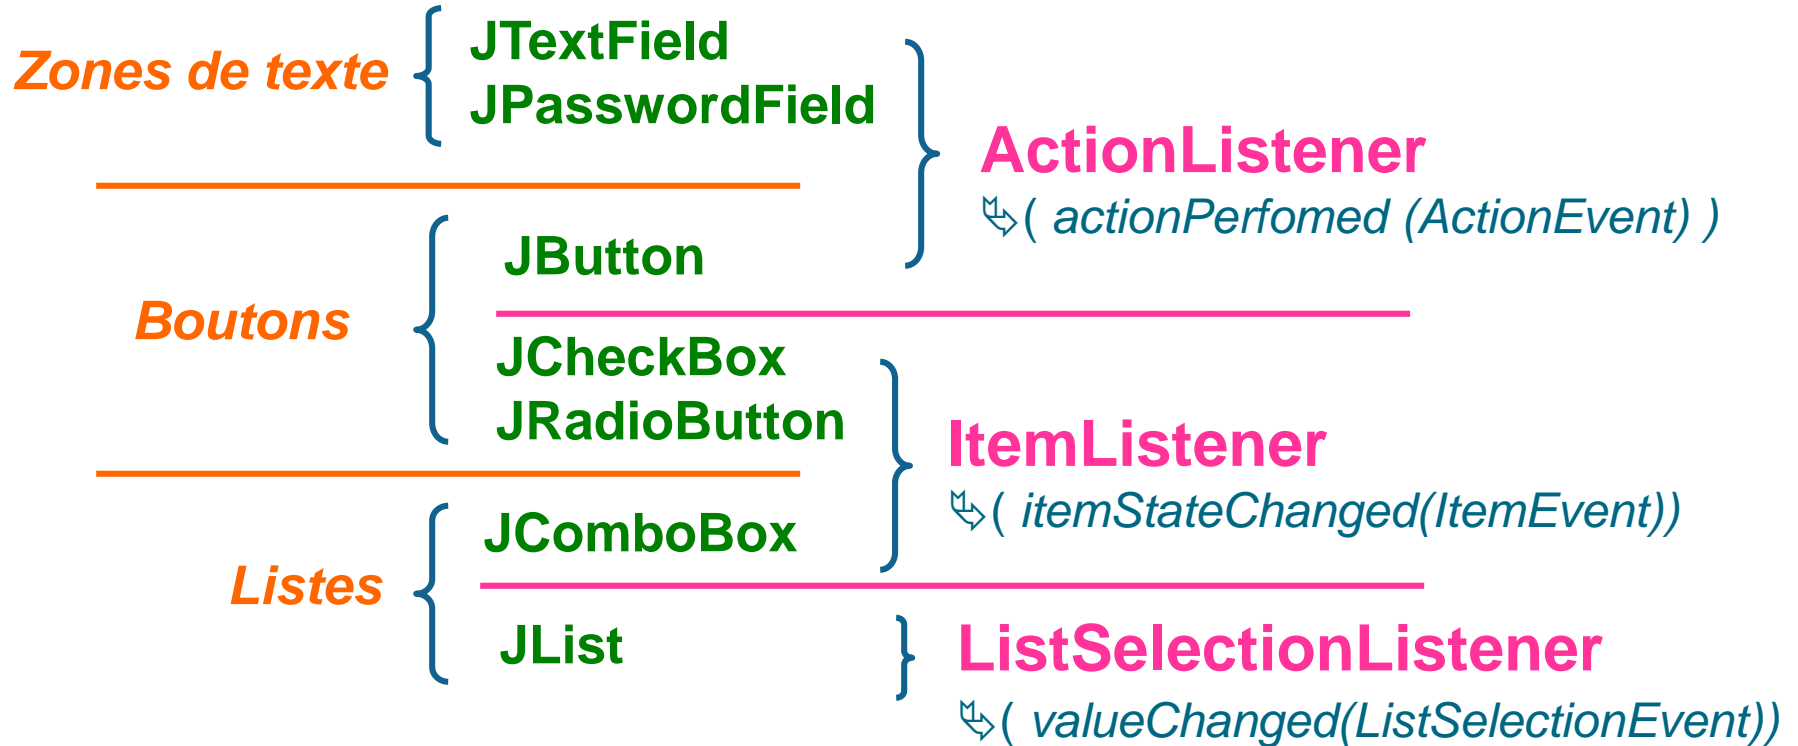 Zones de texte
JTextField
JPasswordField
ActionListener
( actionPerfomed (ActionEvent) )
Boutons
JButton
JCheckBox
JRadioButton
ItemListener
( itemStateChanged(ItemEvent))
Listes
JComboBox
JList
ListSelectionListener
( valueChanged(ListSelectionEvent))